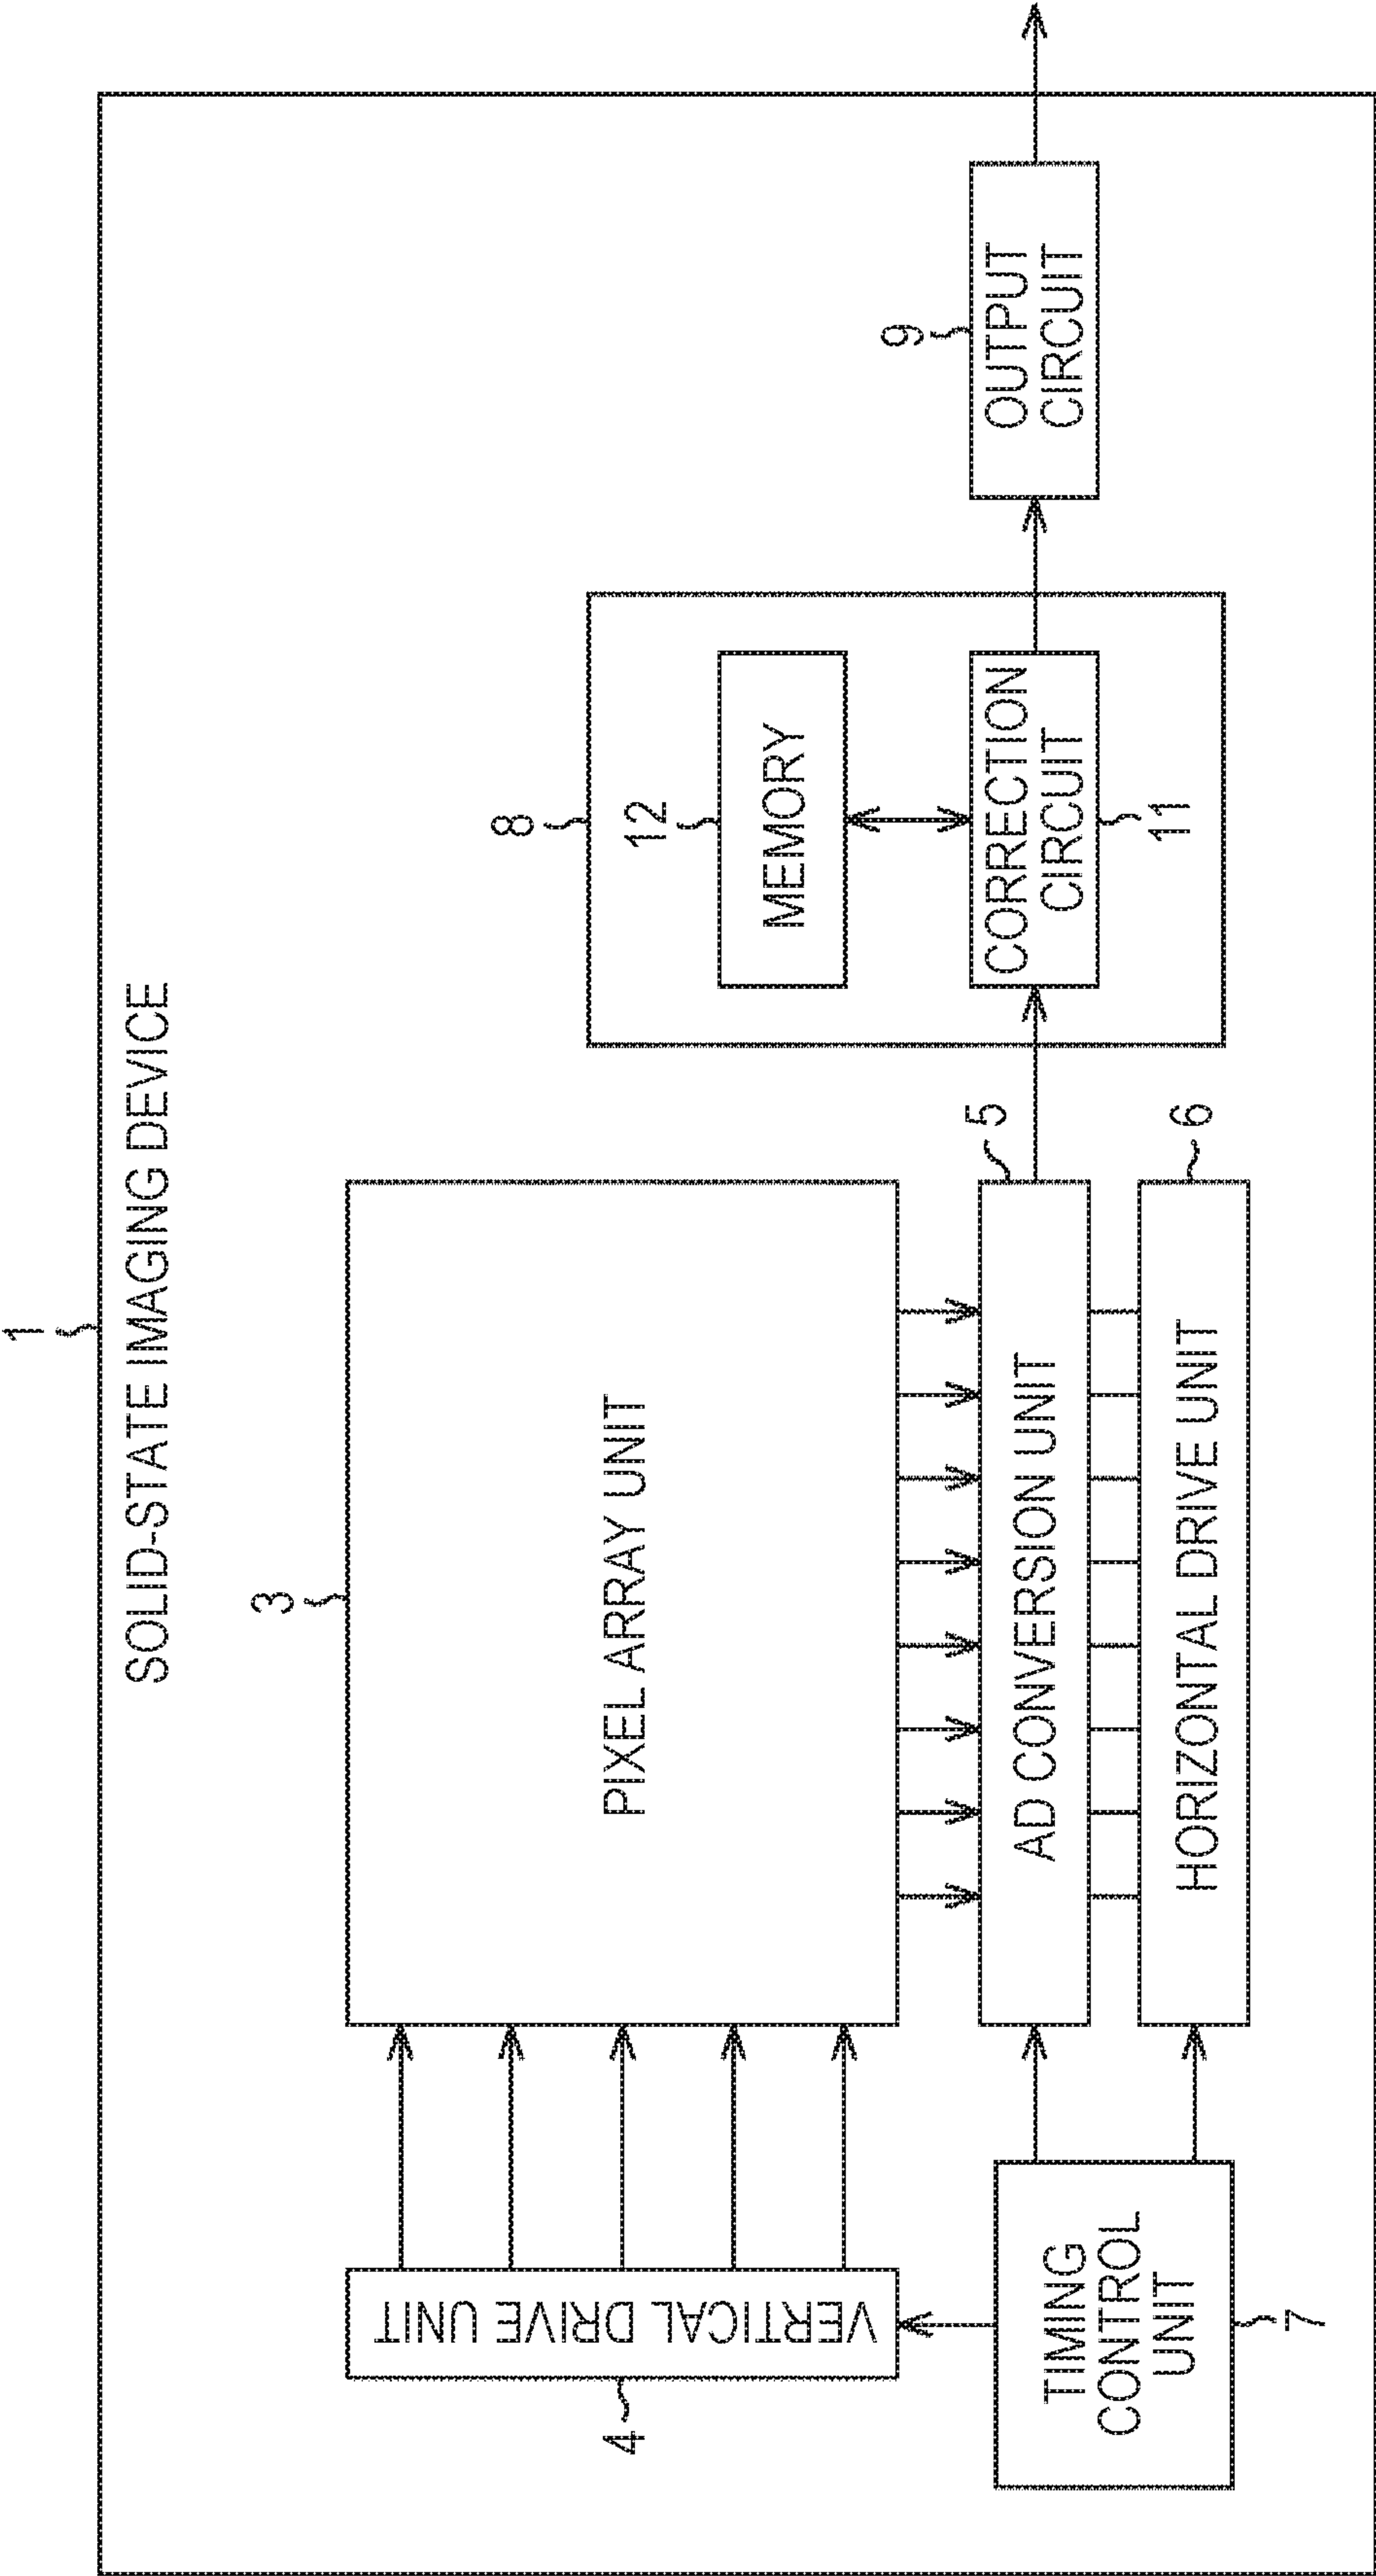 1
SOLID-STATE IMAGING DEVICE
3
PIXEL ARRAY UNIT
4
VERTICAL DRIVE UNIT
8
12
MEMORY
9
OUTPUT
CIRCUIT
CORRECTION
CIRCUIT
11
5
AD CONVERSION UNIT
6
HORIZONTAL DRIVE UNIT
TIMING
CONTROL
UNIT
7